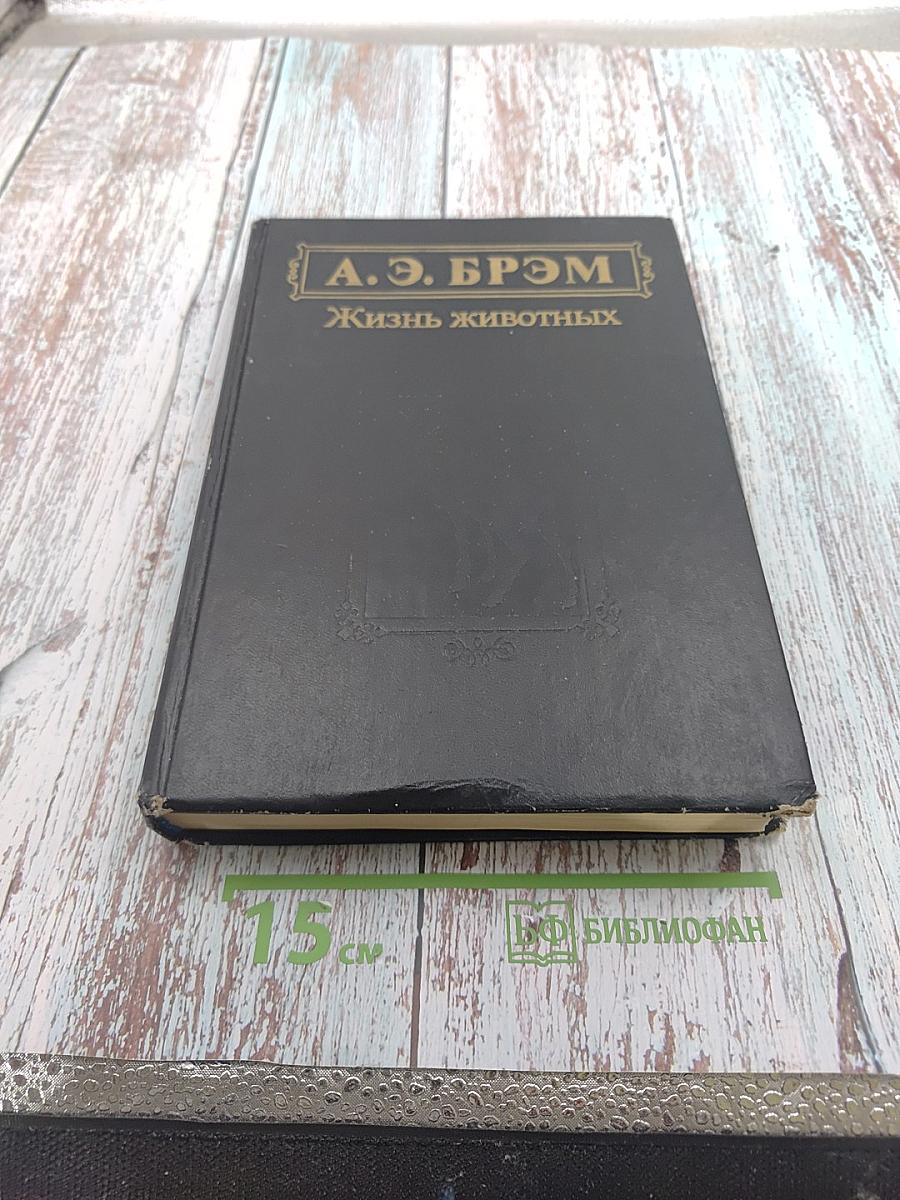 А. Э. БРЭМ
Жизнь животных
15 см
БФ БИБЛИОФАН